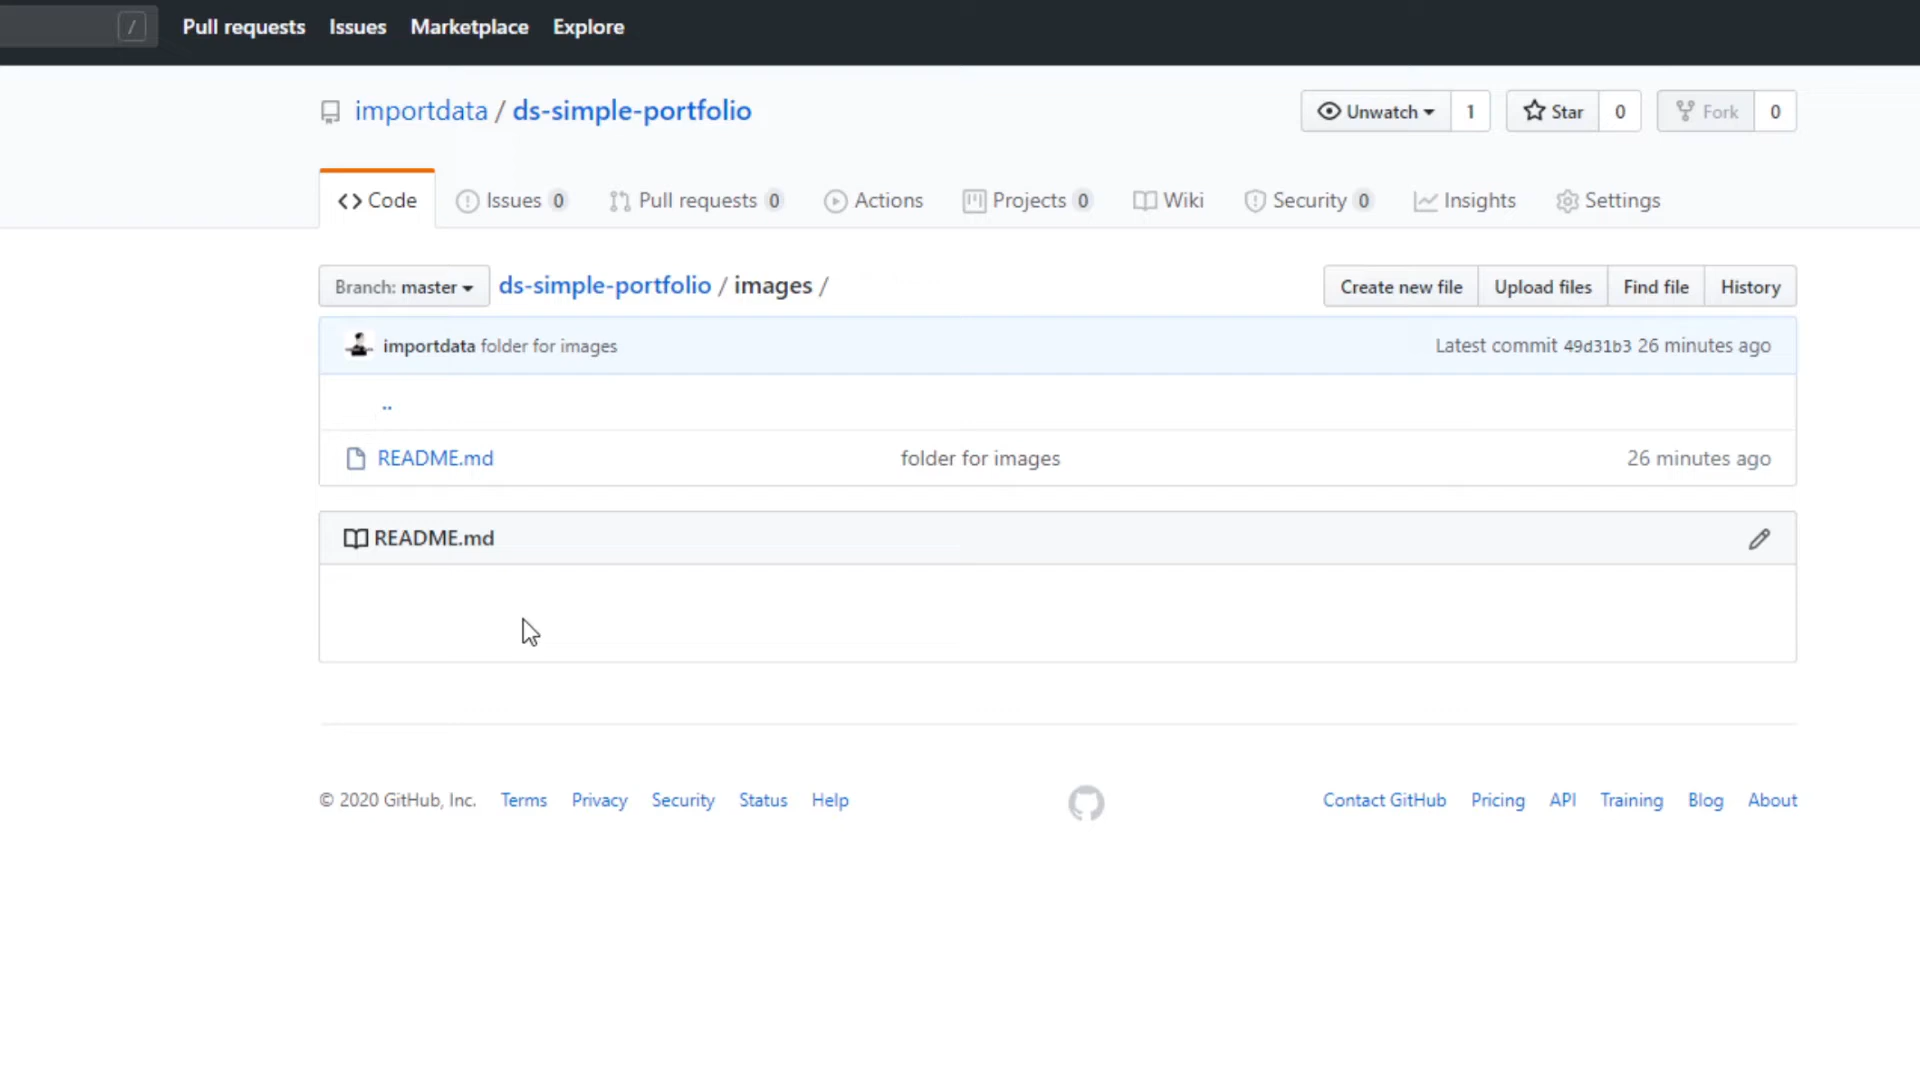 / Pull requests Issues Marketplace Explore
importdata / ds-simple-portfolio Unwatch 1 Star 0 Fork 0
Code Issues 0 Pull requests 0 Actions Projects 0 Wiki Security 0 Insights Settings
Branch: master ds-simple-portfolio / images / Create new file Upload files Find file History
importdata folder for images Latest commit 49d31b3 26 minutes ago
..
README.md folder for images 26 minutes ago
README.md
© 2020 GitHub, Inc. Terms Privacy Security Status Help Contact GitHub Pricing API Training Blog About